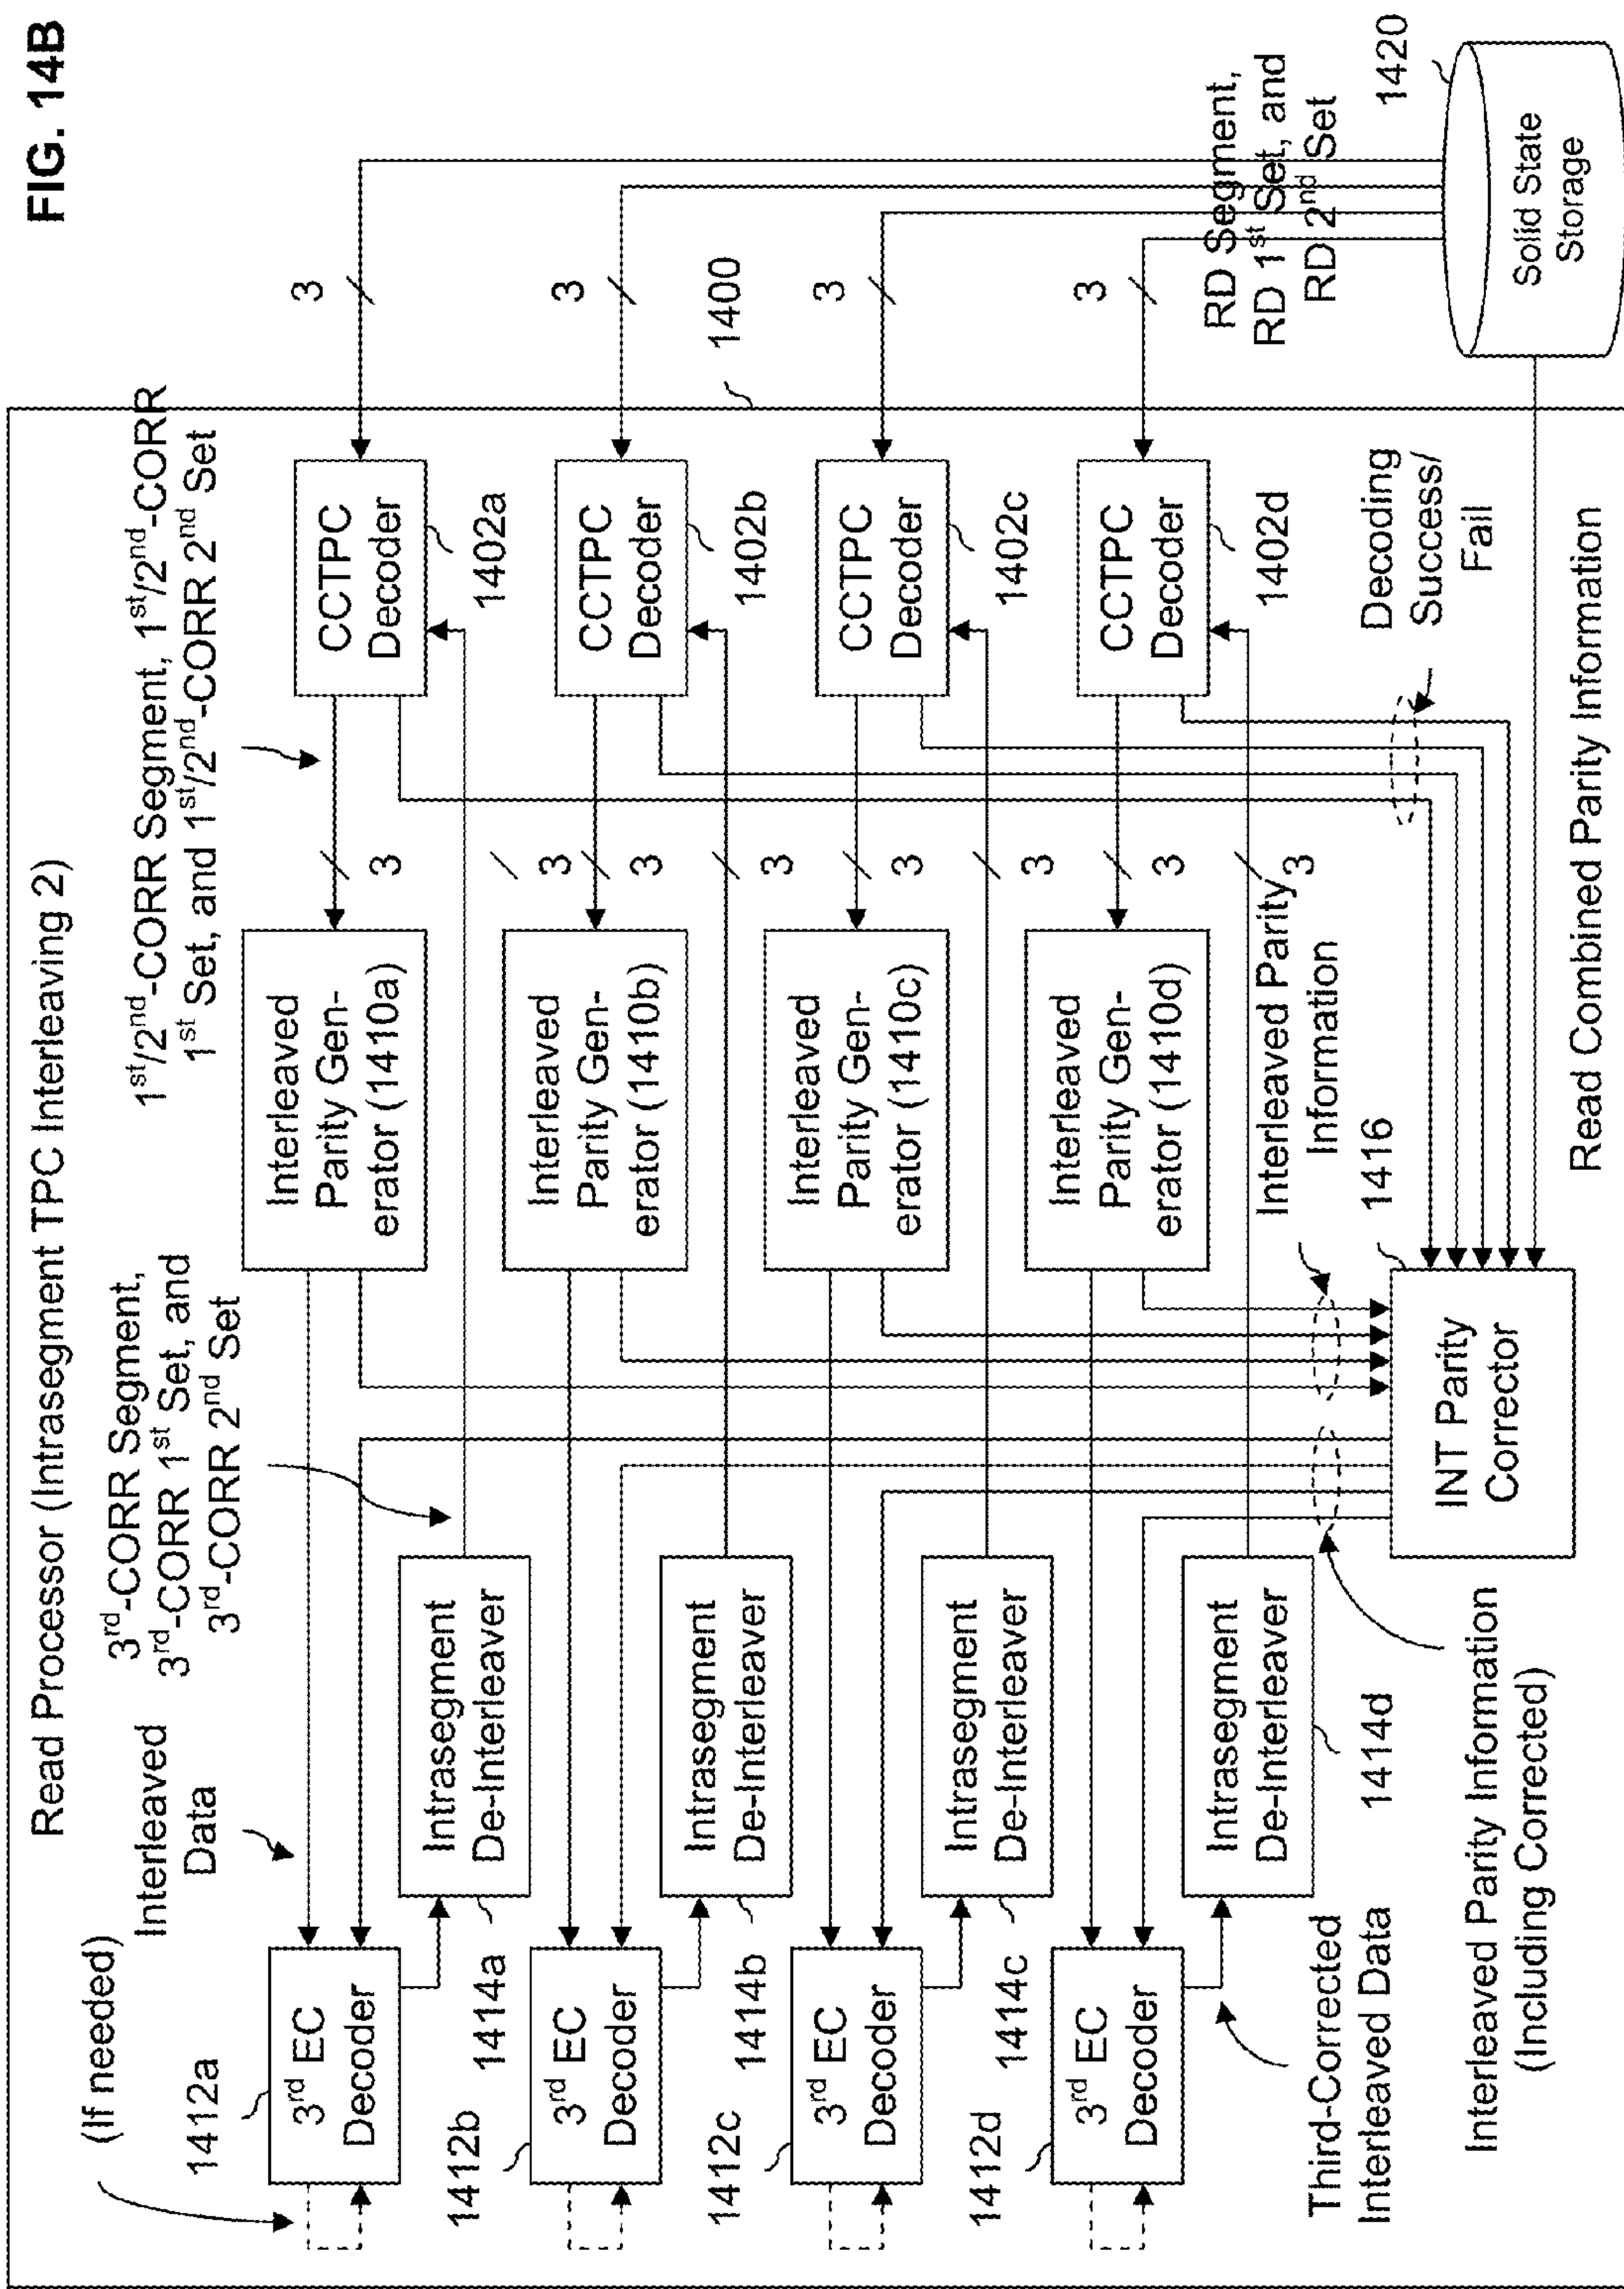 FIG. 14B
Read Processor (Intrasegment TPC Interleaving 2)
(If needed)
Interleaved
Data
3rd-CORR Segment,
3rd-CORR 1st Set, and
3rd-CORR 2nd Set
1st/2nd-CORR Segment, 1st/2nd-CORR
1st Set, and 1st/2nd-CORR 2nd Set
1400
1412a
3rd EC
Decoder
Interleaved
Parity Gen-
erator (1410a)
3
CCTPC
Decoder
3
1402a
Intrasegment
De-Interleaver
1414a
3
1412b
3rd EC
Decoder
Interleaved
Parity Gen-
erator (1410b)
3
CCTPC
Decoder
3
1402b
Intrasegment
De-Interleaver
1414b
3
1412c
3rd EC
Decoder
Interleaved
Parity Gen-
erator (1410c)
3
CCTPC
Decoder
3
1402c
Intrasegment
De-Interleaver
1414c
3
1412d
3rd EC
Decoder
Interleaved
Parity Gen-
erator (1410d)
3
CCTPC
Decoder
3
1402d
Intrasegment
De-Interleaver
1414d
3
Third-Corrected
Interleaved Data
Interleaved Parity
Information
Decoding
Success/
Fail
RD Segment,
RD 1st Set, and
RD 2nd Set
1416
1420
INT Parity
Corrector
Solid State
Storage
Interleaved Parity Information
(Including Corrected)
Read Combined Parity Information